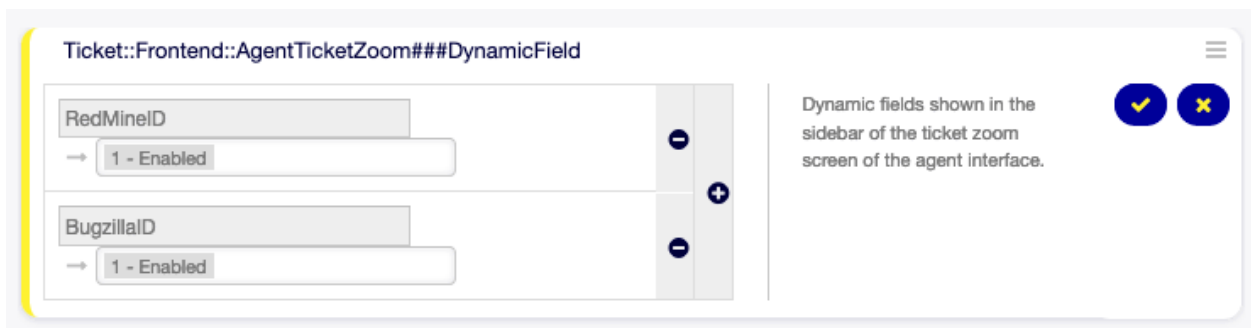 Ticket::Frontend::AgentTicketZoom###DynamicField
RedMineID
1 - Enabled
BugzillaID
1 - Enabled
Dynamic fields shown in the
sidebar of the ticket zoom
screen of the agent interface.